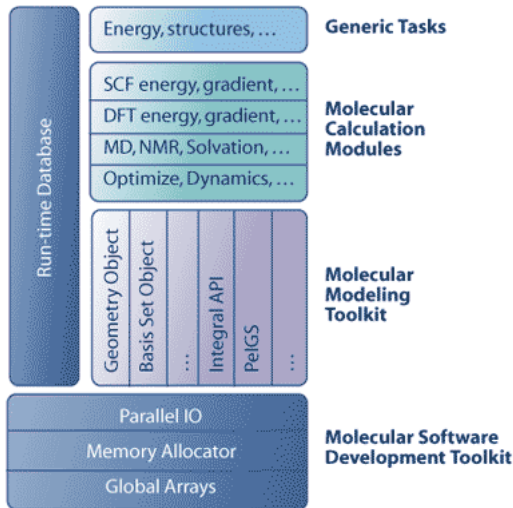 Run-time Database
Energy, structures, …
Generic Tasks
SCF energy, gradient, …
DFT energy, gradient, …
MD, NMR, Solvation, …
Optimize, Dynamics, …
Molecular
Calculation
Modules
Geometry Object
Basis Set Object
…
Integral API
PeIGS
…
Molecular
Modeling
Toolkit
Parallel IO
Memory Allocator
Global Arrays
Molecular Software
Development Toolkit